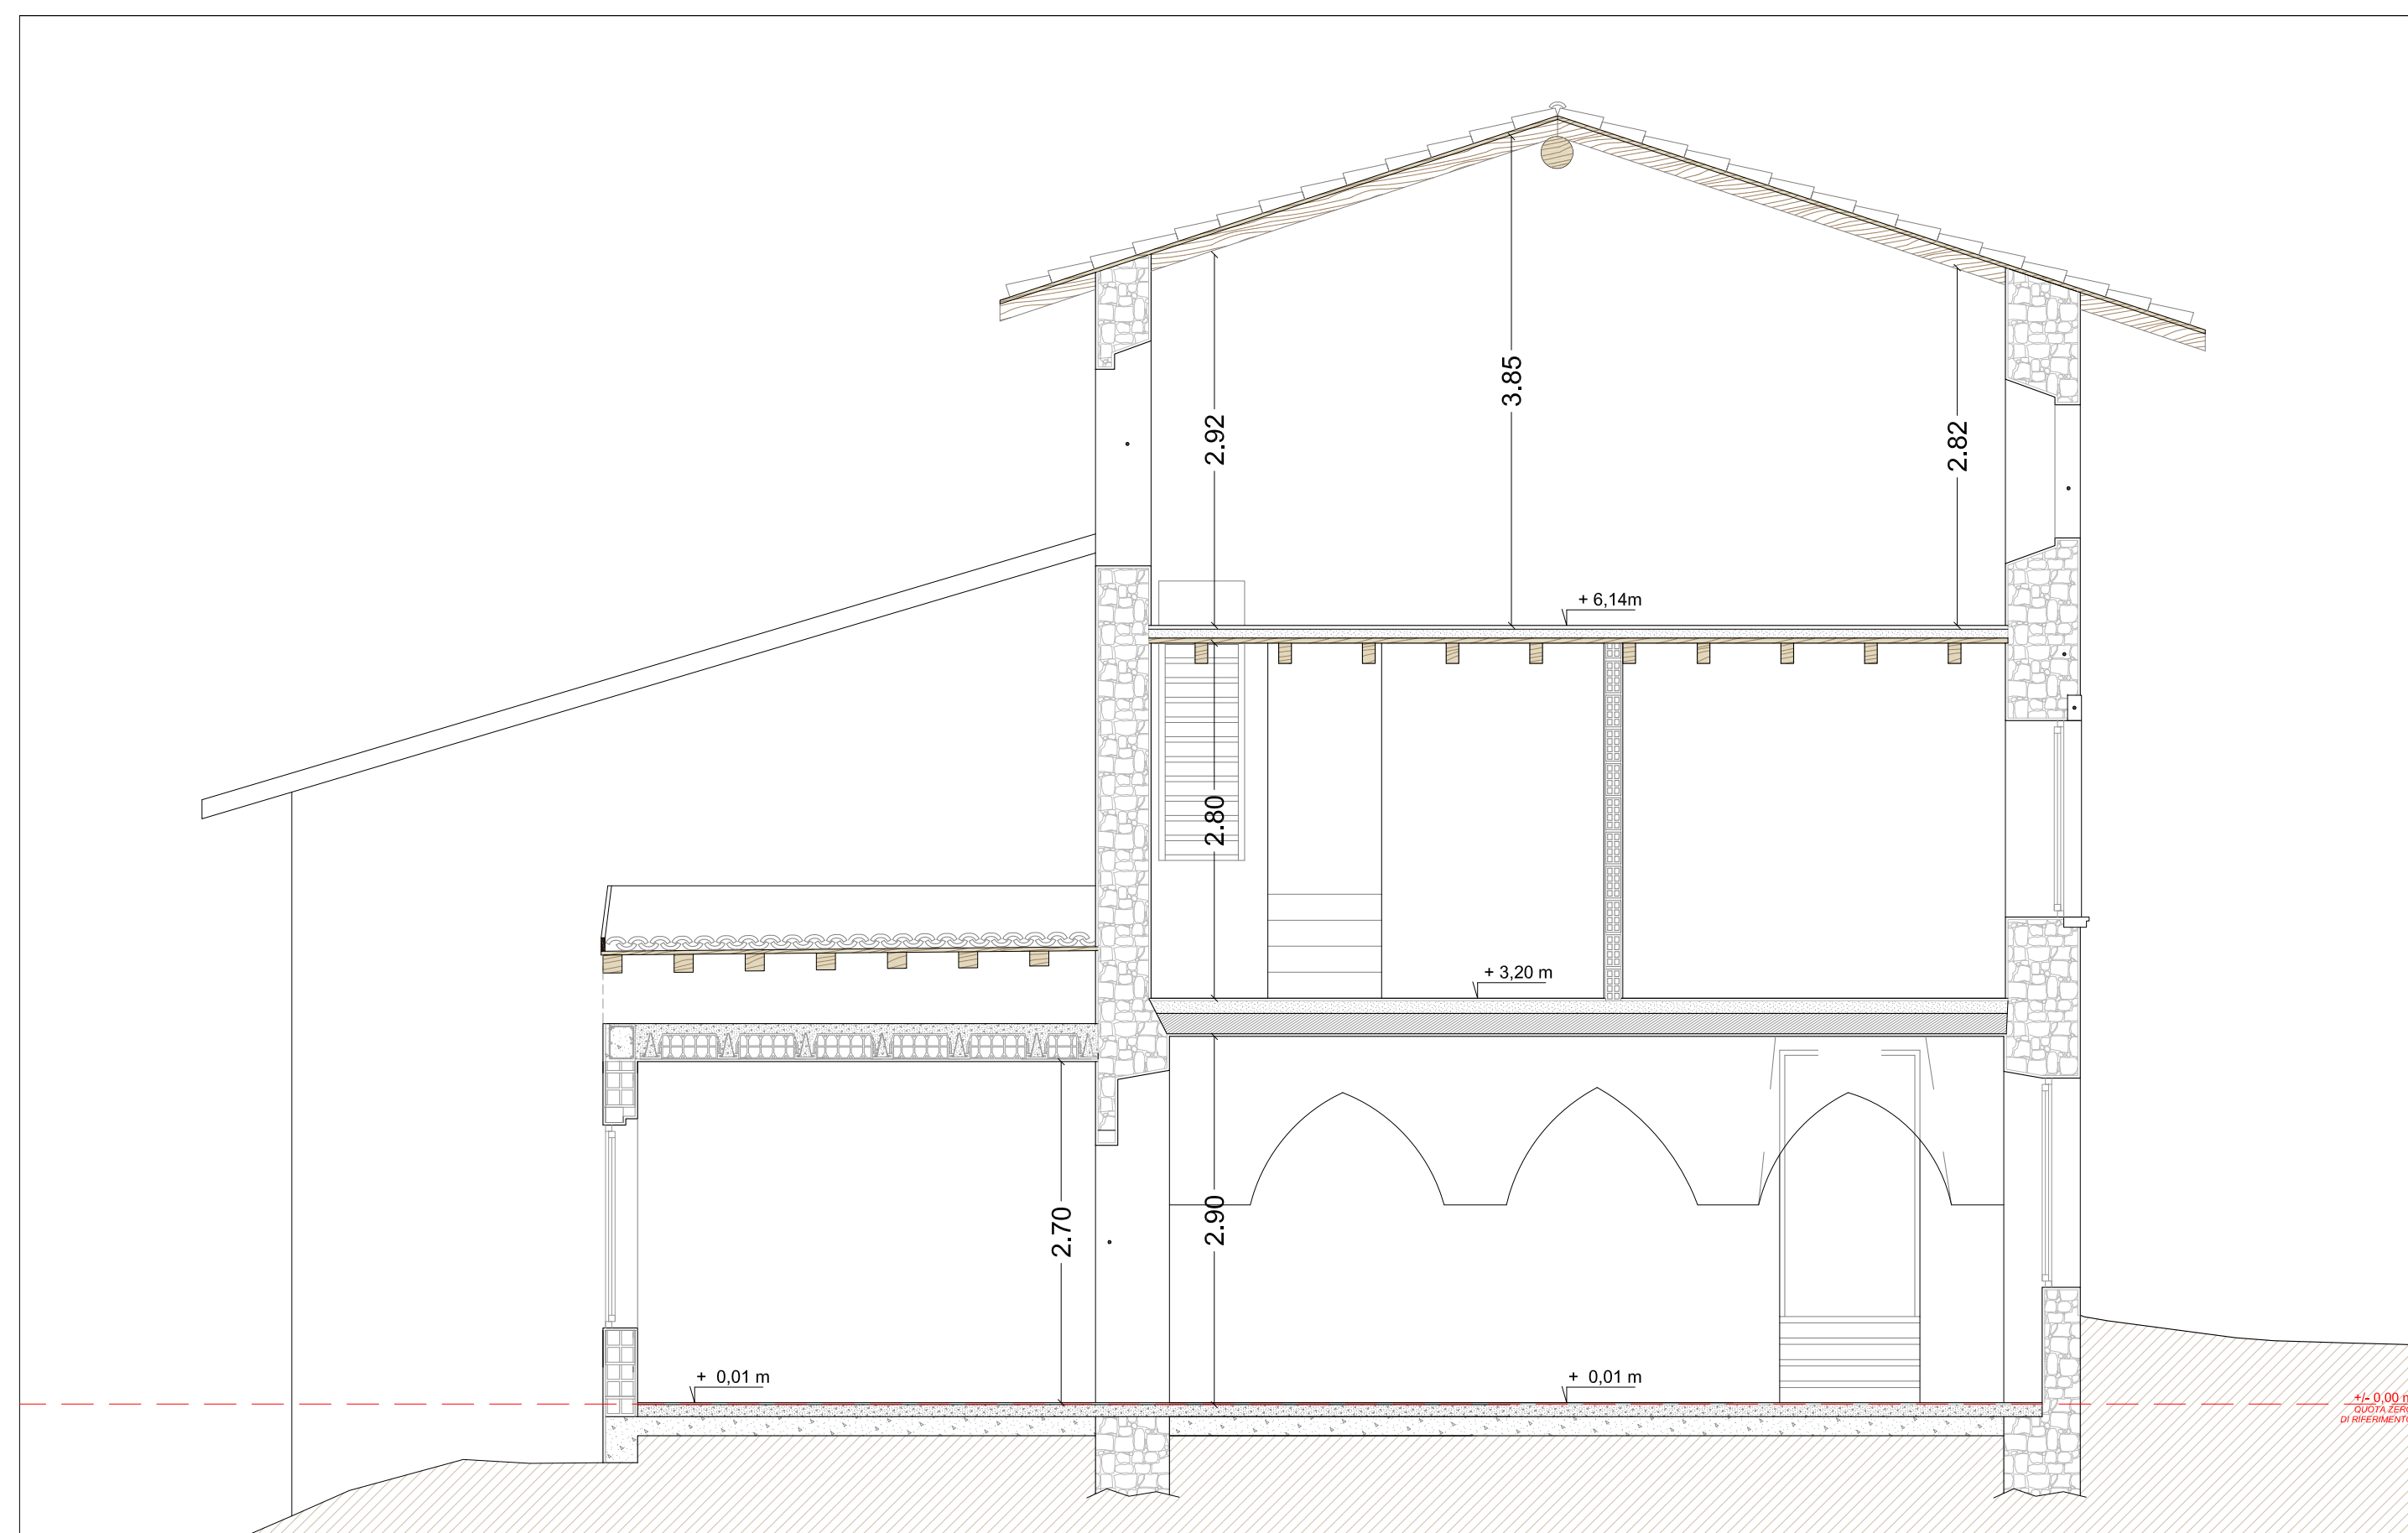 3.85
2.92
2.82
+ 6,14m
2.80
+ 3,20 m
2.70
2.90
+ 0,01 m
+ 0,01 m
+/- 0,00 m
QUOTA ZERO
DI RIFERIMENTO